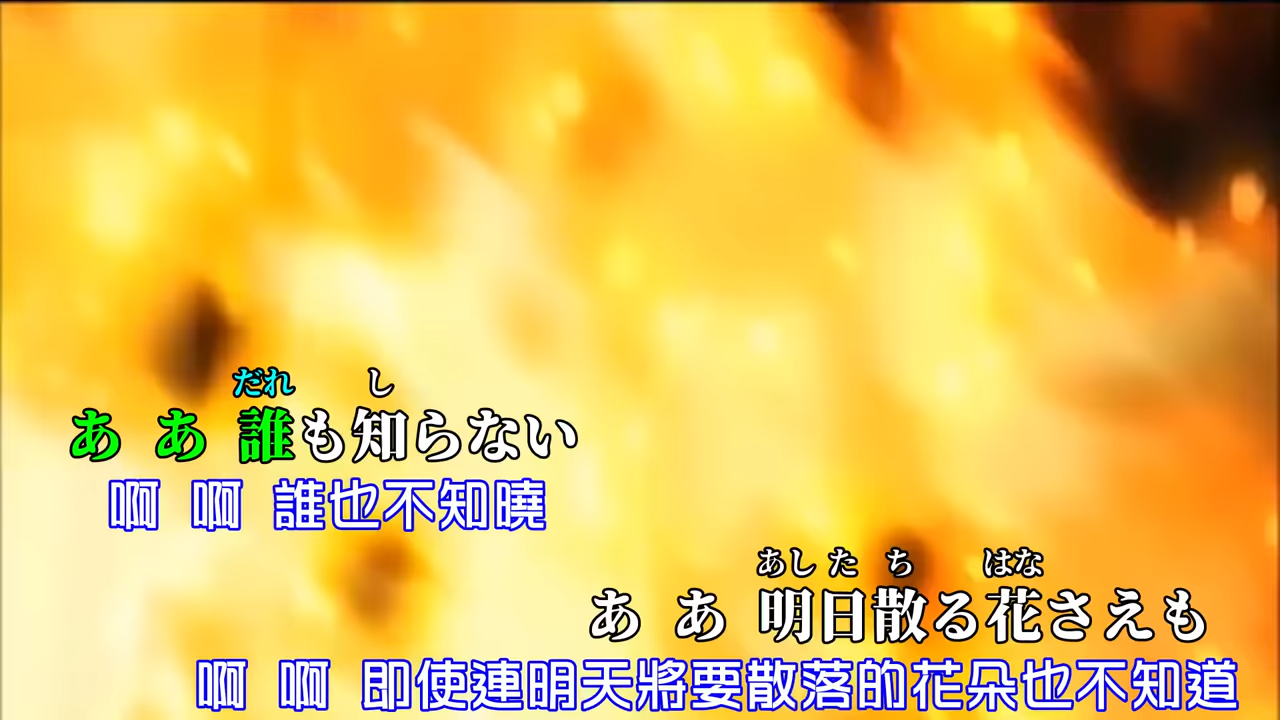 だれ し
あ あ 誰も知らない
啊 啊 誰也不知曉
あした ち はな
あ あ 明日散る花さえも
啊 啊 即使連明天將要散落的花朵也不知道